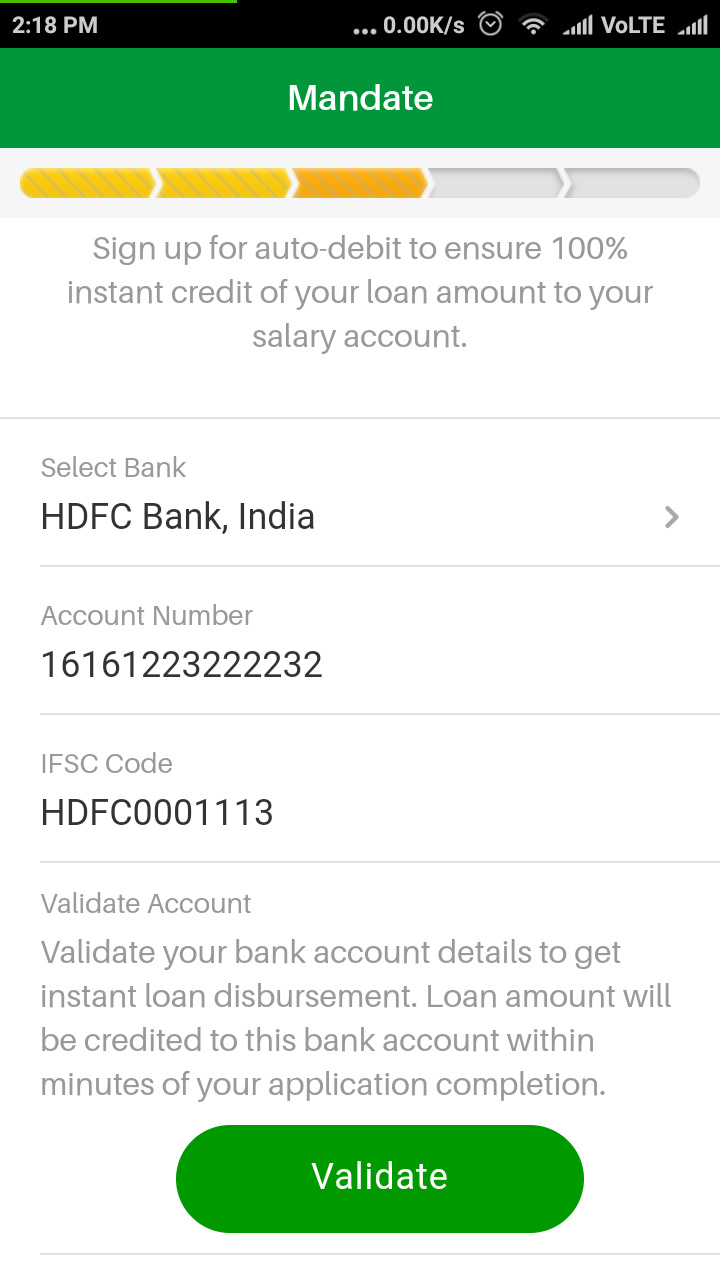 2:18 PM ... 0.00K/s VoLTE
Mandate
Sign up for auto-debit to ensure 100%
instant credit of your loan amount to your
salary account.
Select Bank
HDFC Bank, India
Account Number
16161223222232
IFSC Code
HDFC0001113
Validate Account
Validate your bank account details to get
instant loan disbursement. Loan amount will
be credited to this bank account within
minutes of your application completion.
Validate